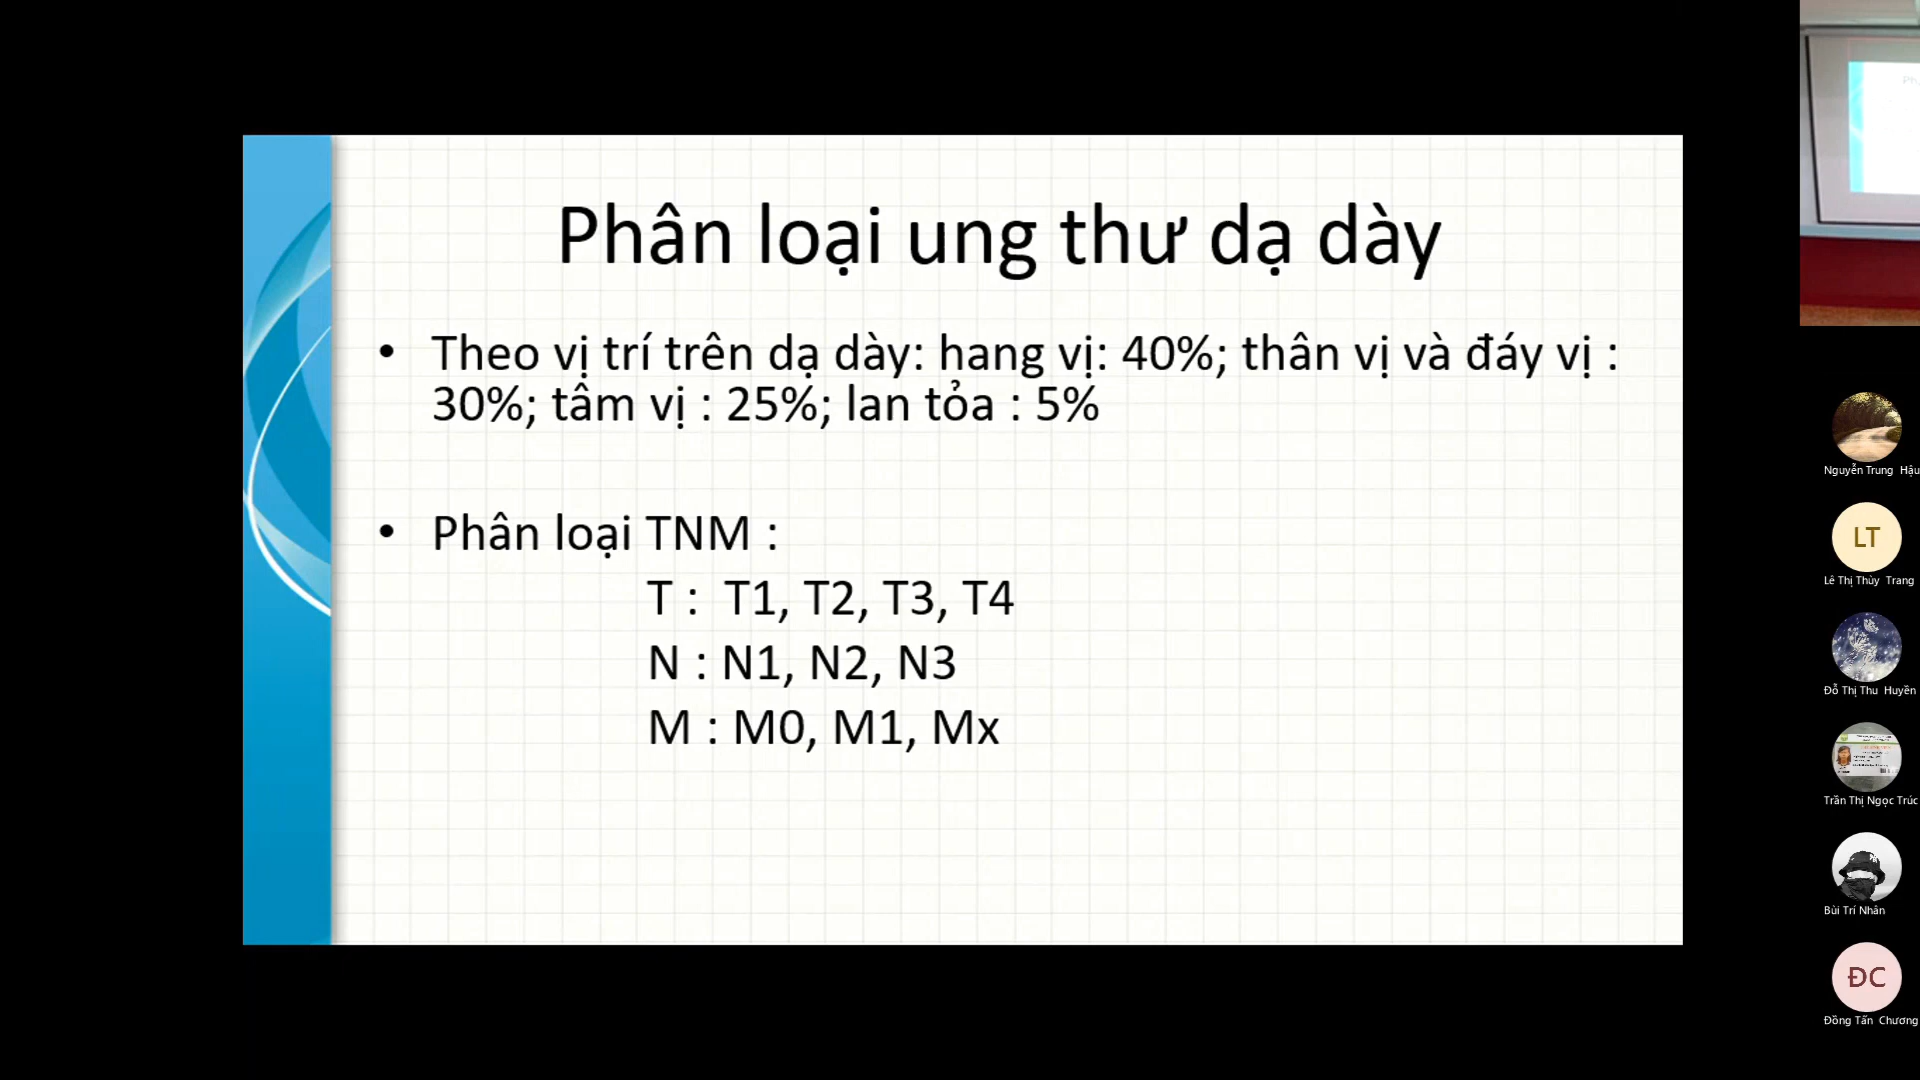 Phân loại ung thư dạ dày
• Theo vị trí trên dạ dày: hang vị: 40%; thân vị và đáy vị :
30%; tâm vị : 25%; lan tỏa : 5%
• Phân loại TNM :
T : T1, T2, T3, T4
N : N1, N2, N3
M : M0, M1, Mx
Nguyễn Trung Hậu
LT
Lê Thị Thùy Trang
Đỗ Thị Thu Huyền
Trần Thị Ngọc Trúc
Bùi Trí Nhân
ĐC
Đồng Tấn Chương